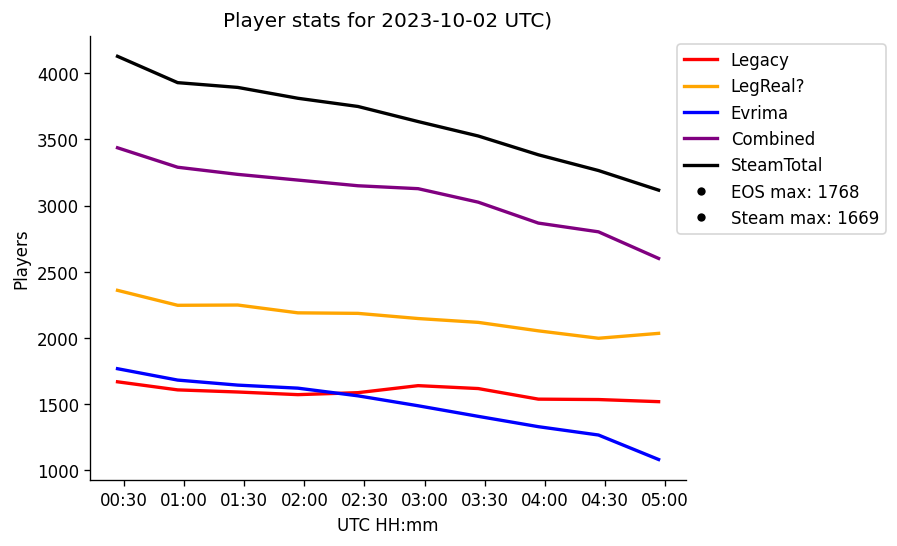 Player stats for 2023-10-02 UTC)
Legacy
LegReal?
Evrima
Combined
SteamTotal
EOS max: 1768
Steam max: 1669
Players
4000
3500
3000
2500
2000
1500
1000
00:30 01:00 01:30 02:00 02:30 03:00 03:30 04:00 04:30 05:00
UTC HH:mm